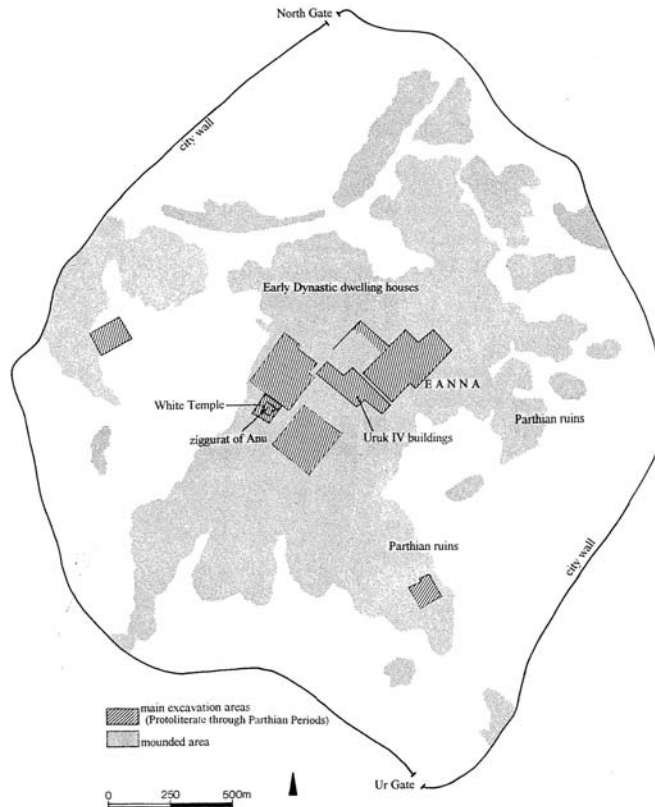 North Gate
city wall
Early Dynastic dwelling houses
EANNA
White Temple
Parthian ruins
ziggurat of Anu
Uruk IV buildings
Parthian ruins
city wall
main excavation areas
(Protoliterate through Parthian Periods)
mounded area
0 250 500m
Ur Gate